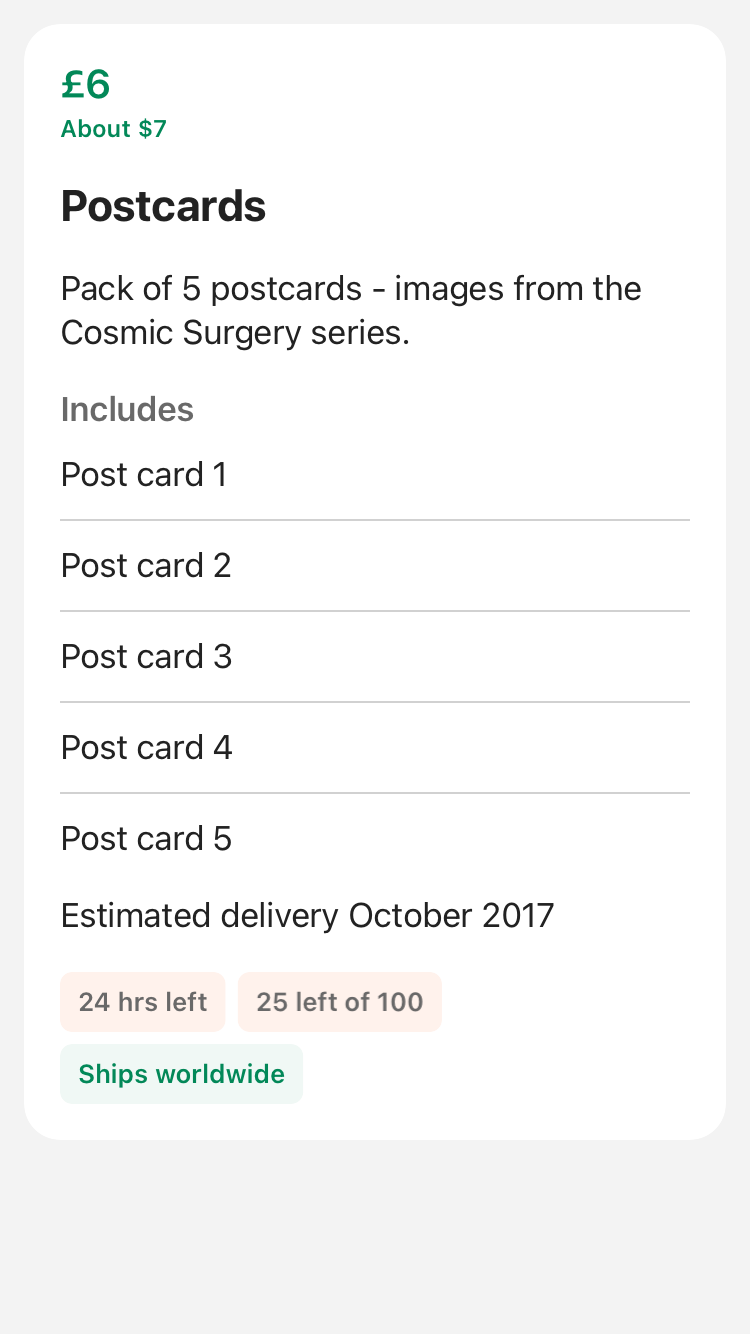 £6
About $7
Postcards
Pack of 5 postcards - images from the
Cosmic Surgery series.
Includes
Post card 1
Post card 2
Post card 3
Post card 4
Post card 5
Estimated delivery October 2017
24 hrs left
25 left of 100
Ships worldwide